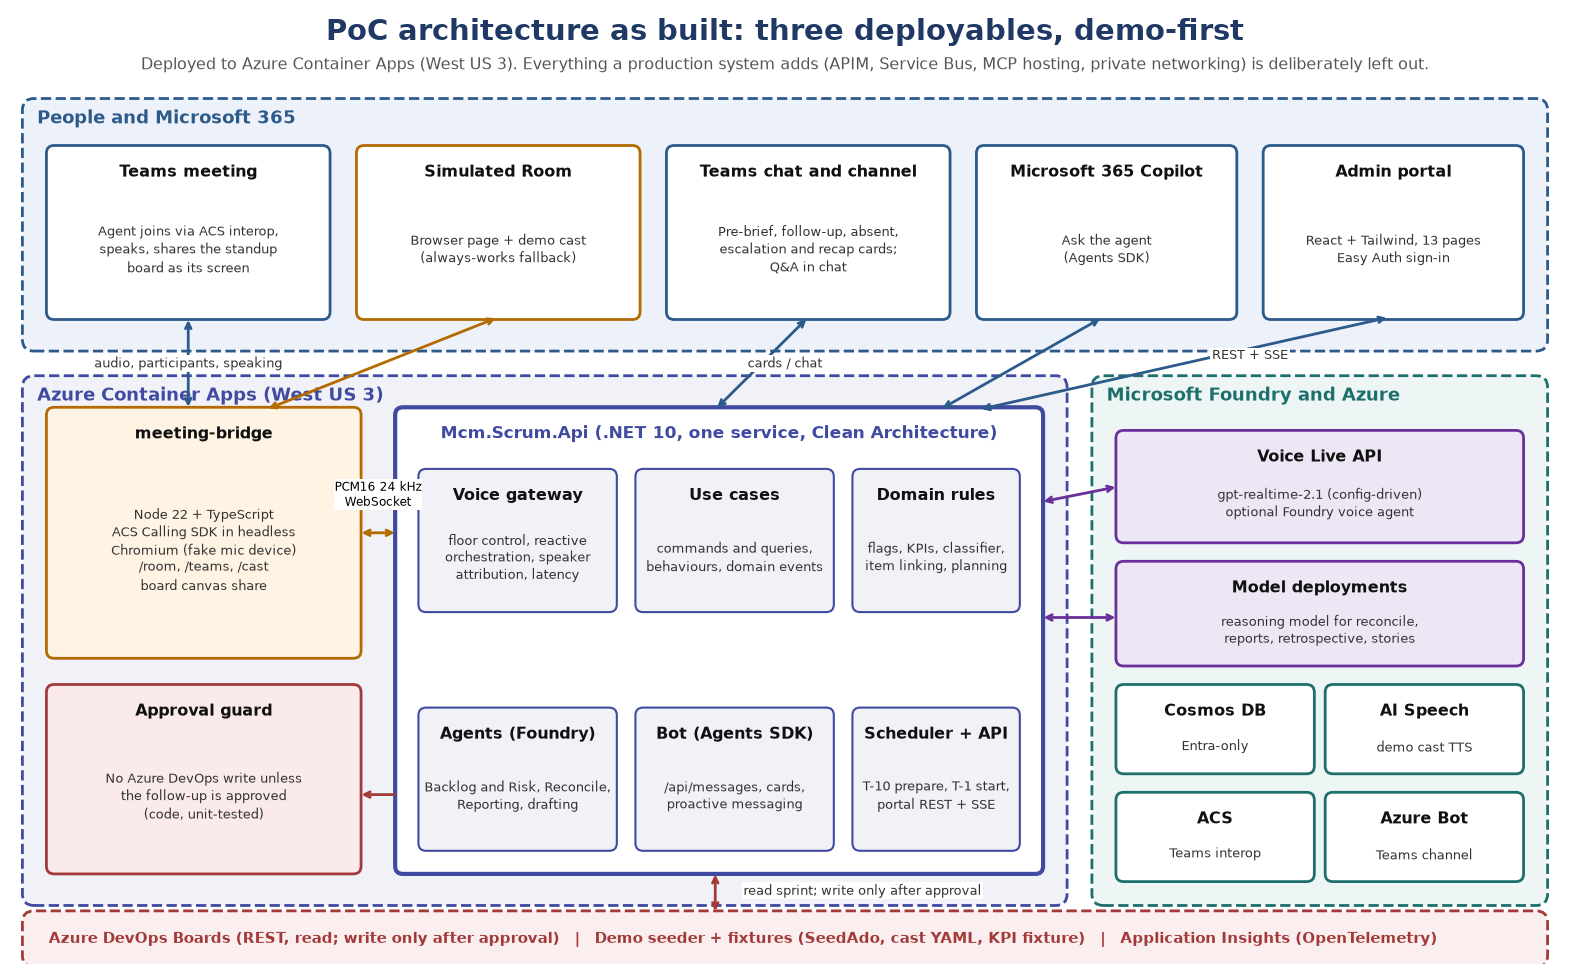 PoC architecture as built: three deployables, demo-first
Deployed to Azure Container Apps (West US 3). Everything a production system adds (APIM, Service Bus, MCP hosting, private networking) is deliberately left out.
People and Microsoft 365
Teams meeting
Agent joins via ACS interop,
speaks, shares the standup
board as its screen
Simulated Room
Browser page + demo cast
(always-works fallback)
Teams chat and channel
Pre-brief, follow-up, absent,
escalation and recap cards;
Q&A in chat
Microsoft 365 Copilot
Ask the agent
(Agents SDK)
Admin portal
React + Tailwind, 13 pages
Easy Auth sign-in
audio, participants, speaking
cards / chat
REST + SSE
Azure Container Apps (West US 3)
meeting-bridge
Node 22 + TypeScript
ACS Calling SDK in headless
Chromium (fake mic device)
/room, /teams, /cast
board canvas share
PCM16 24 kHz
WebSocket
Approval guard
No Azure DevOps write unless
the follow-up is approved
(code, unit-tested)
Mcm.Scrum.Api (.NET 10, one service, Clean Architecture)
Voice gateway
floor control, reactive
orchestration, speaker
attribution, latency
Use cases
commands and queries,
behaviours, domain events
Domain rules
flags, KPIs, classifier,
item linking, planning
Agents (Foundry)
Backlog and Risk, Reconcile,
Reporting, drafting
Bot (Agents SDK)
/api/messages, cards,
proactive messaging
Scheduler + API
T-10 prepare, T-1 start,
portal REST + SSE
read sprint; write only after approval
Microsoft Foundry and Azure
Voice Live API
gpt-realtime-2.1 (config-driven)
optional Foundry voice agent
Model deployments
reasoning model for reconcile,
reports, retrospective, stories
Cosmos DB
Entra-only
AI Speech
demo cast TTS
ACS
Teams interop
Azure Bot
Teams channel
Azure DevOps Boards (REST, read; write only after approval) | Demo seeder + fixtures (SeedAdo, cast YAML, KPI fixture) | Application Insights (OpenTelemetry)